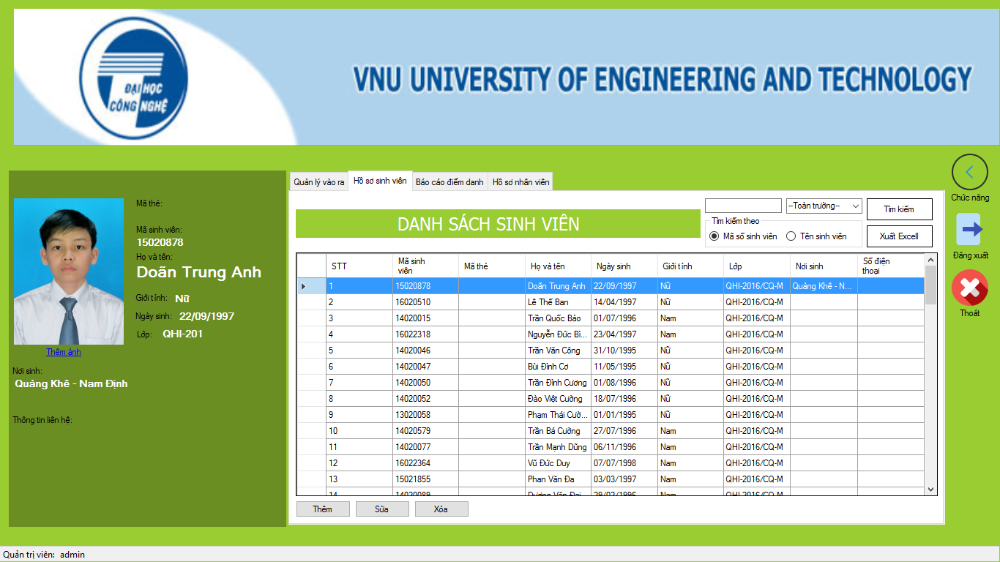 ĐẠI HỌC
CÔNG NGHỆ
VNU UNIVERSITY OF ENGINEERING AND TECHNOLOGY
Chức năng
Đăng xuất
Thoát
Mã thẻ:
Mã sinh viên:
15020878
Họ và tên:
Doãn Trung Anh
Giới tính: Nữ
Ngày sinh: 22/09/1997
Lớp: QHI-201
Thêm ảnh
Nơi sinh:
Quảng Khê - Nam Định
Thông tin liên hệ:
Quản lý vào ra Hồ sơ sinh viên Báo cáo điểm danh Hồ sơ nhân viên
DANH SÁCH SINH VIÊN
--Toàn trường-- Tìm kiếm
Tìm kiếm theo
Mã số sinh viên Tên sinh viên Xuất Excell
STT Mã sinh viên Mã thẻ Họ và tên Ngày sinh Giới tính Lớp Nơi sinh Số điện thoại
1 15020878 Doãn Trung Anh 22/09/1997 Nữ QHI-2016/CQ-M Quảng Khê - N...
2 16020510 Lê Thế Ban 14/04/1997 Nữ QHI-2016/CQ-M
3 14020015 Trần Quốc Bảo 01/07/1996 Nam QHI-2016/CQ-M
4 16022318 Nguyễn Đức Bì... 23/04/1997 Nam QHI-2016/CQ-M
5 14020046 Trần Văn Công 31/10/1995 Nữ QHI-2016/CQ-M
6 14020047 Bùi Đình Cơ 11/05/1995 Nữ QHI-2016/CQ-M
7 14020050 Trần Đình Cương 01/08/1996 Nữ QHI-2016/CQ-M
8 14020052 Đào Việt Cường 18/07/1996 Nữ QHI-2016/CQ-M
9 13020058 Phạm Thái Cườ... 01/01/1995 Nữ QHI-2016/CQ-M
10 14020579 Trần Bá Cường 27/07/1996 Nam QHI-2016/CQ-M
11 14020077 Trần Mạnh Dũng 06/11/1996 Nam QHI-2016/CQ-M
12 16022364 Vũ Đức Duy 07/07/1998 Nam QHI-2016/CQ-M
13 15021855 Phan Văn Đa 03/03/1997 Nam QHI-2016/CQ-M
14 14020089 Dương Văn Đại 29/02/1996 Nam QHI-2016/CQ-M
Thêm Sửa Xóa
Quản trị viên: admin